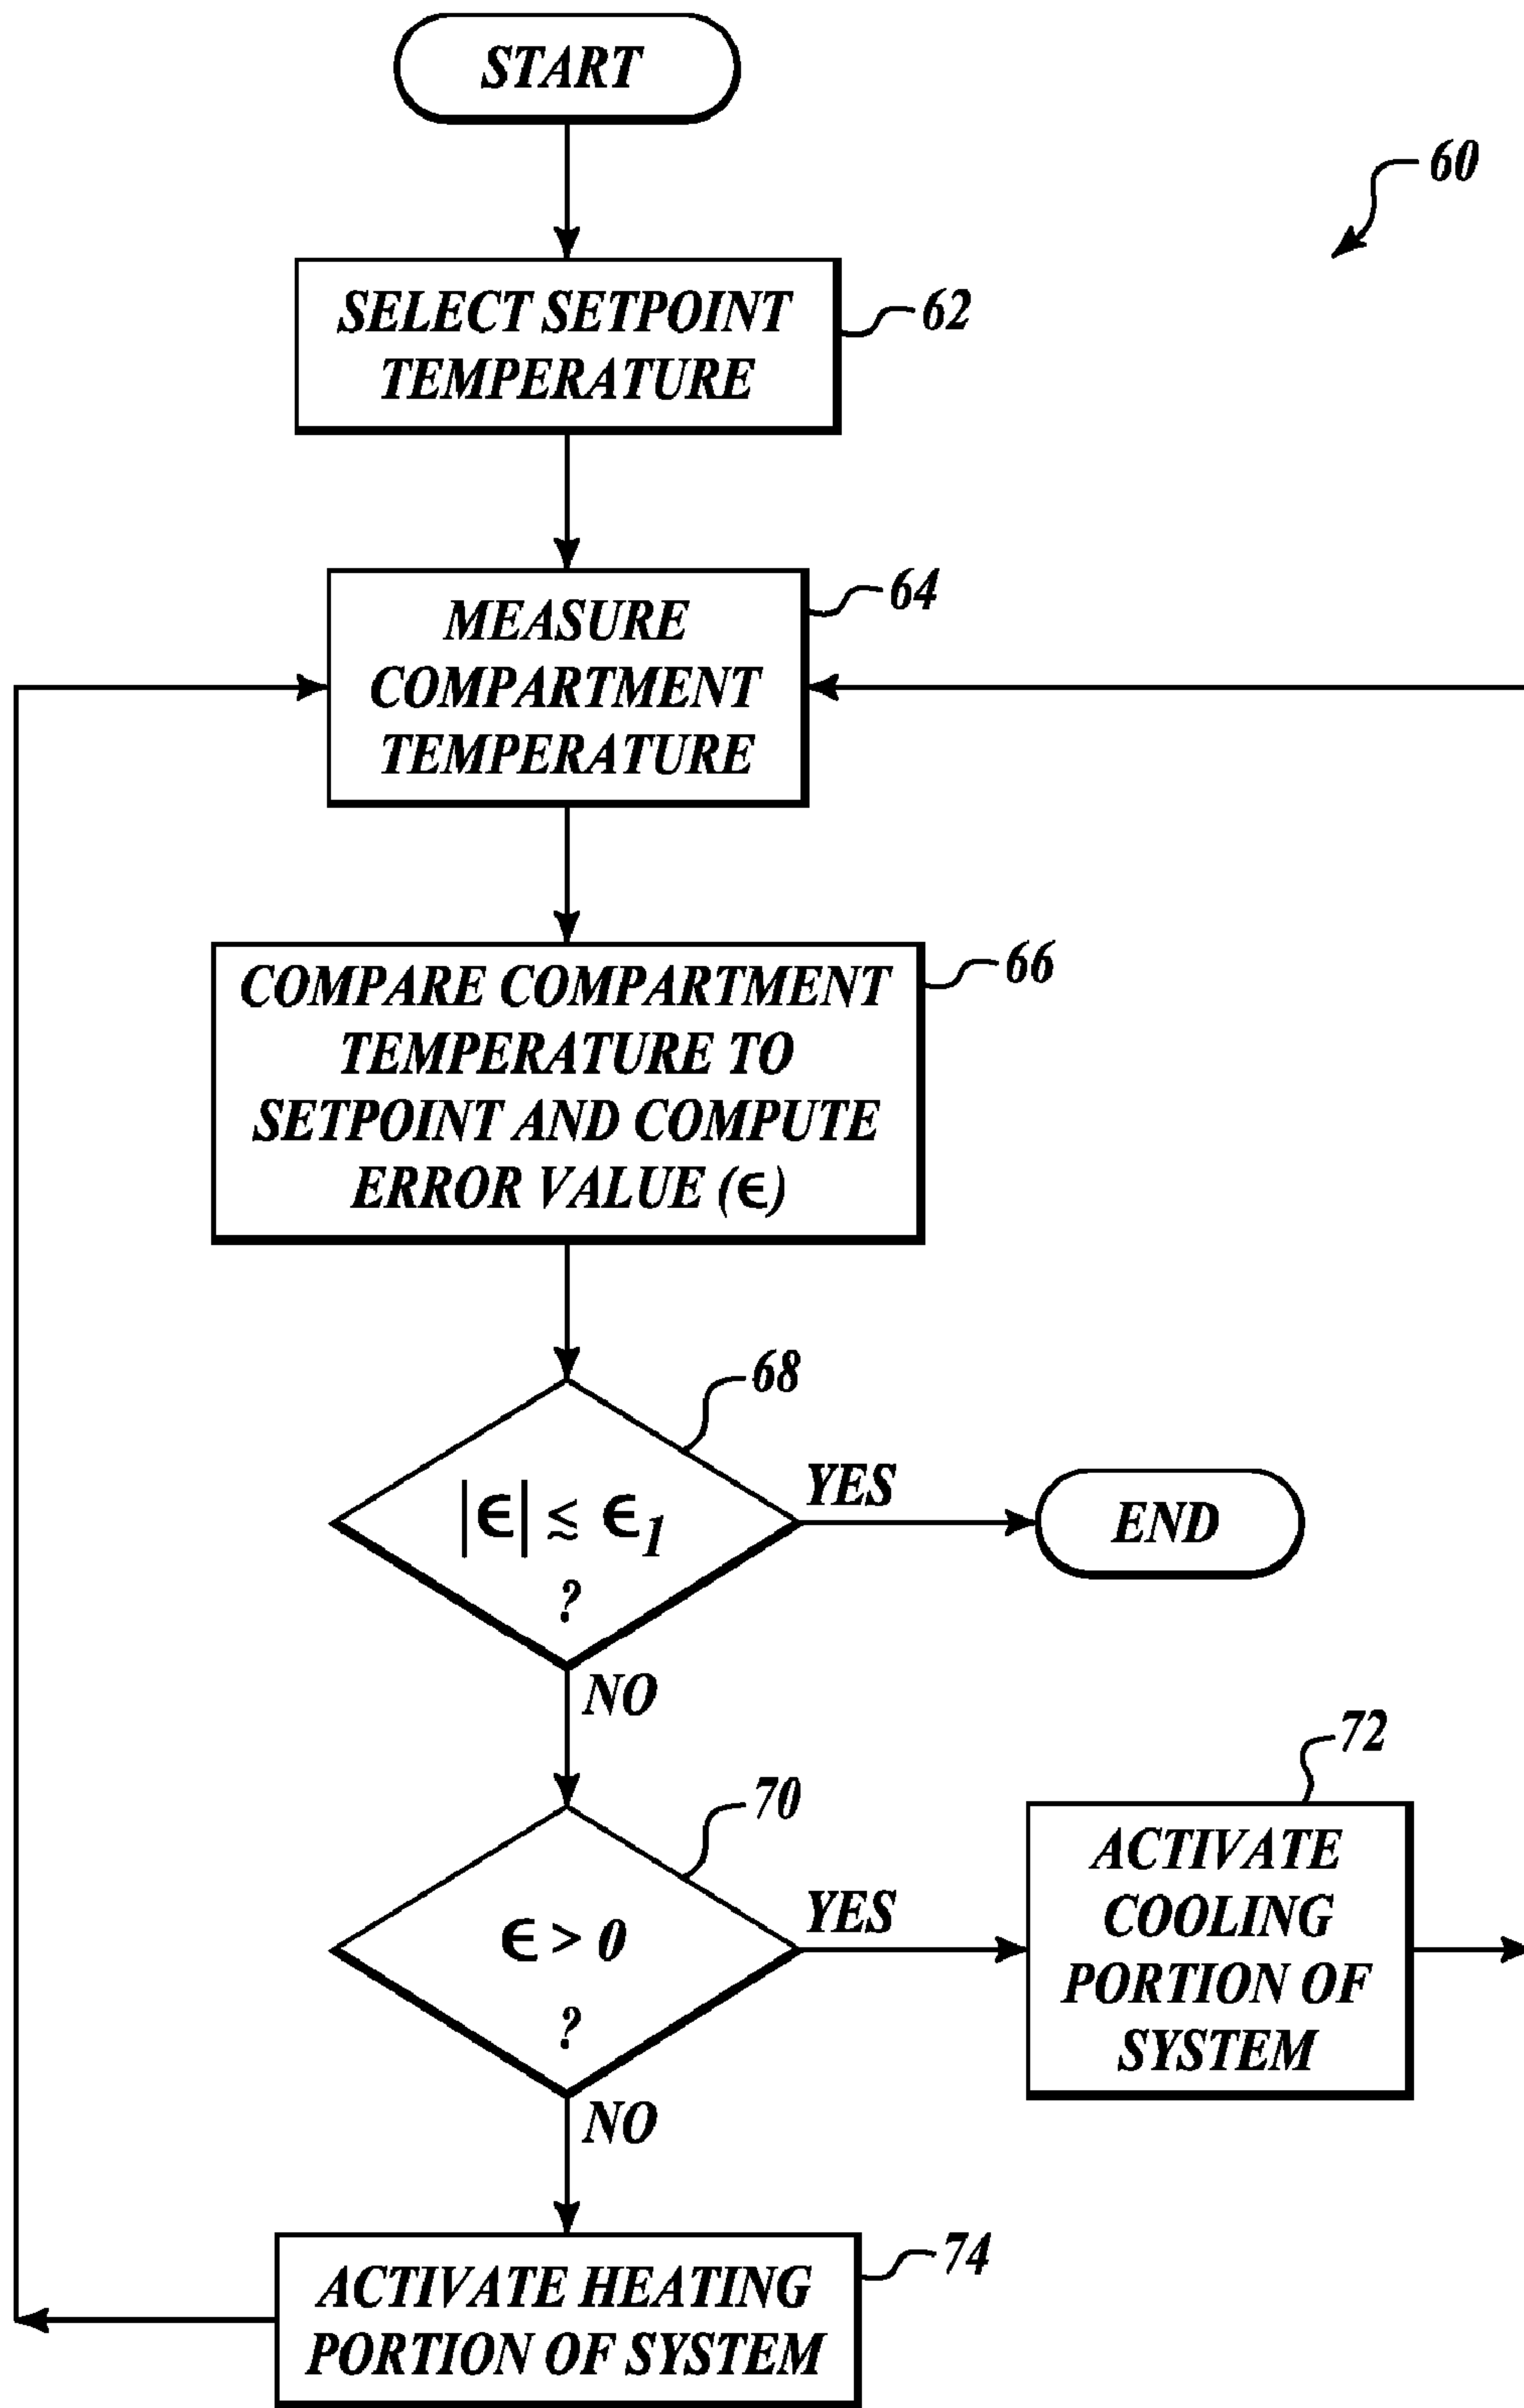 START
60
SELECT SETPOINT
TEMPERATURE
62
MEASURE
COMPARTMENT
TEMPERATURE
64
COMPARE COMPARTMENT
TEMPERATURE TO
SETPOINT AND COMPUTE
ERROR VALUE (ϵ)
66
68
|ϵ| ≲ ϵ₁
?
YES
END
NO
70
ϵ > 0
?
YES
72
ACTIVATE
COOLING
PORTION OF
SYSTEM
NO
74
ACTIVATE HEATING
PORTION OF SYSTEM